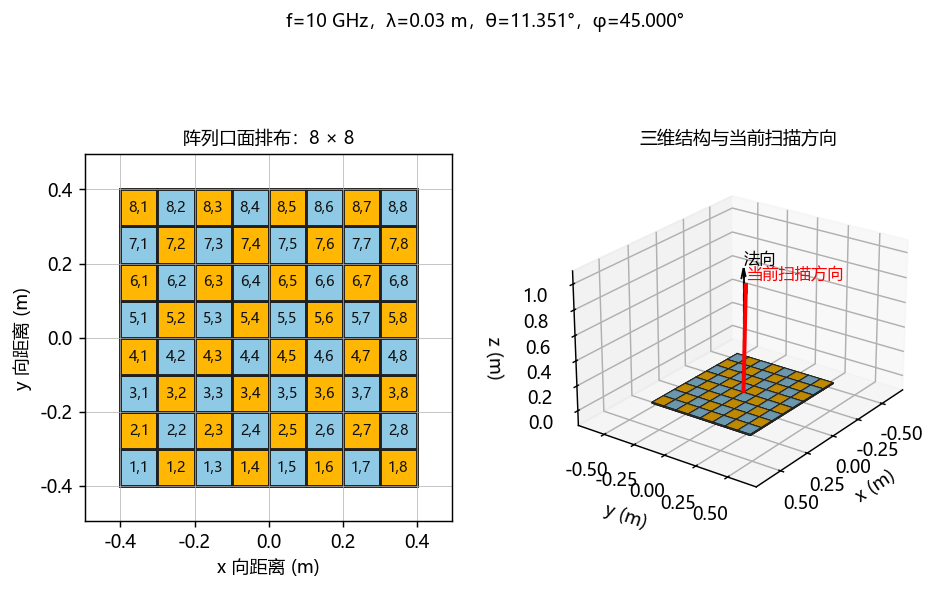 f=10 GHz，λ=0.03 m，θ=11.351°，φ=45.000°
阵列口面排布：8 × 8
0.4
0.2
0.0
-0.2
-0.4
y 向距离 (m)
8,1 8,2 8,3 8,4 8,5 8,6 8,7 8,8
7,1 7,2 7,3 7,4 7,5 7,6 7,7 7,8
6,1 6,2 6,3 6,4 6,5 6,6 6,7 6,8
5,1 5,2 5,3 5,4 5,5 5,6 5,7 5,8
4,1 4,2 4,3 4,4 4,5 4,6 4,7 4,8
3,1 3,2 3,3 3,4 3,5 3,6 3,7 3,8
2,1 2,2 2,3 2,4 2,5 2,6 2,7 2,8
1,1 1,2 1,3 1,4 1,5 1,6 1,7 1,8
-0.4 -0.2 0.0 0.2 0.4
x 向距离 (m)
三维结构与当前扫描方向
法向
当前扫描方向
1.0
0.8
0.6
0.4
0.2
0.0
z (m)
-0.50
-0.25
0.00
0.25
0.50
y (m)
-0.50
-0.25
0.00
0.25
0.50
x (m)